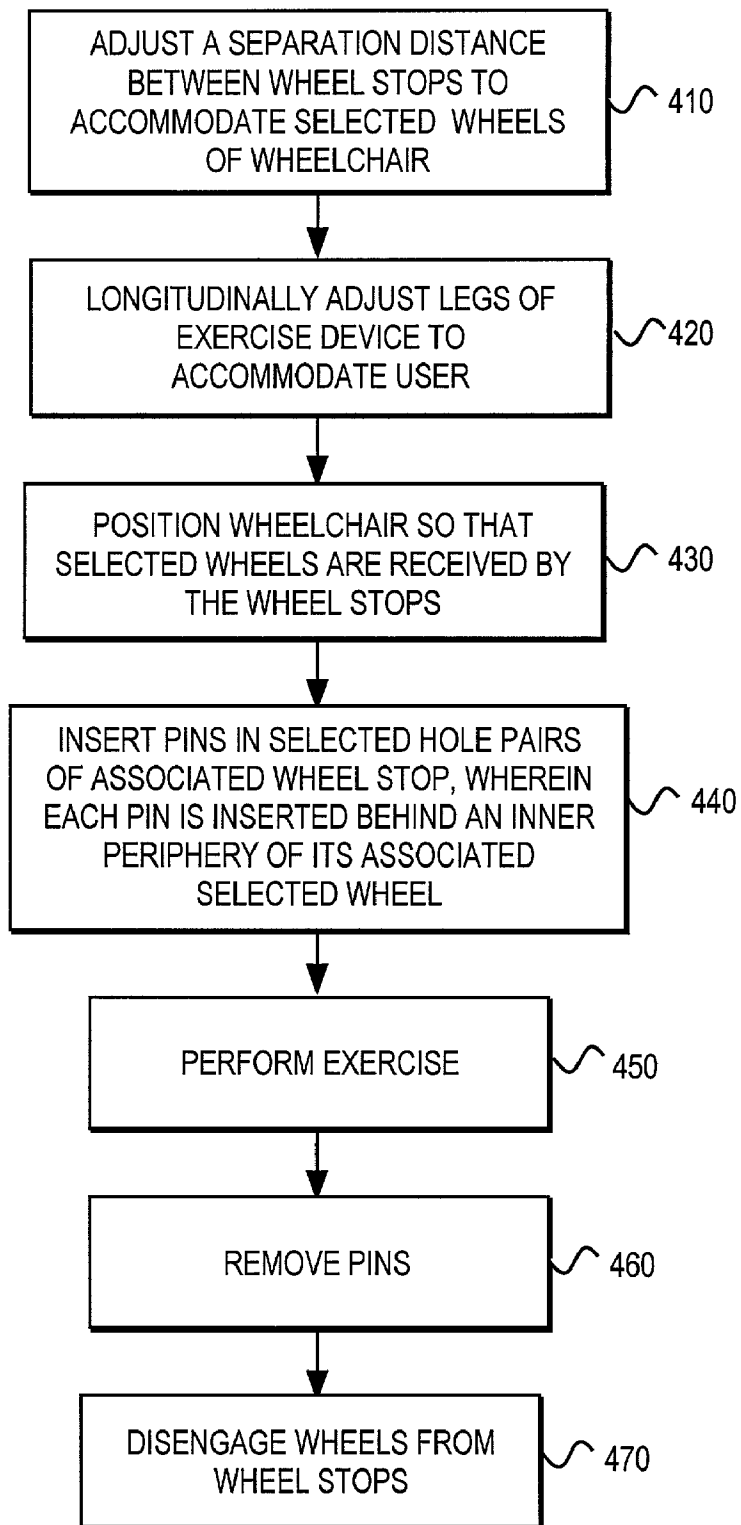 ADJUST A SEPARATION DISTANCE
BETWEEN WHEEL STOPS TO
ACCOMMODATE SELECTED WHEELS
OF WHEELCHAIR
410
LONGITUDINALLY ADJUST LEGS OF
EXERCISE DEVICE TO
ACCOMMODATE USER
420
POSITION WHEELCHAIR SO THAT
SELECTED WHEELS ARE RECEIVED BY
THE WHEEL STOPS
430
INSERT PINS IN SELECTED HOLE PAIRS
OF ASSOCIATED WHEEL STOP, WHEREIN
EACH PIN IS INSERTED BEHIND AN INNER
PERIPHERY OF ITS ASSOCIATED
SELECTED WHEEL
440
PERFORM EXERCISE
450
REMOVE PINS
460
DISENGAGE WHEELS FROM
WHEEL STOPS
470